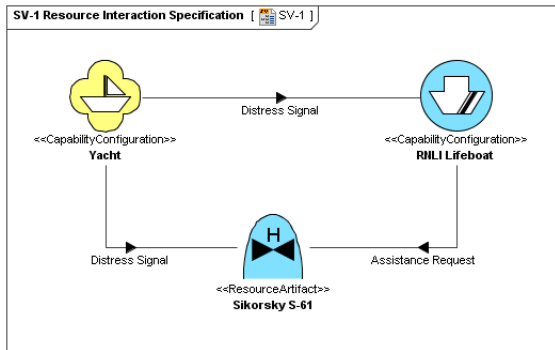 SV-1 Resource Interaction Specification [ SV-1 ]
Distress Signal
<<CapabilityConfiguration>>
Yacht
<<CapabilityConfiguration>>
RNLI Lifeboat
H
Distress Signal
Assistance Request
<<ResourceArtifact>>
Sikorsky S-61